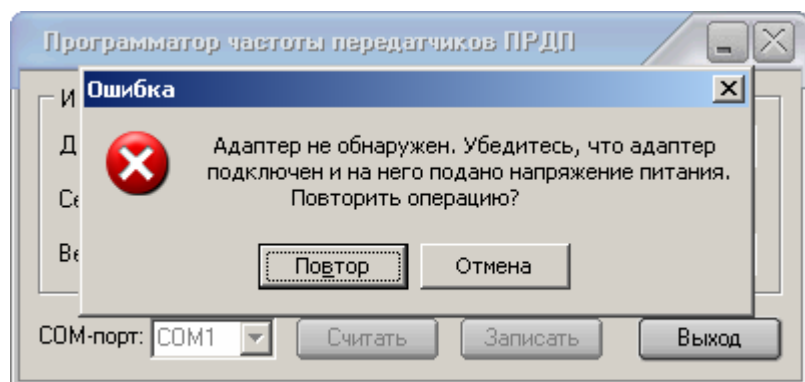 Программатор частоты передатчиков ПРДП
Ошибка
Адаптер не обнаружен. Убедитесь, что адаптер
подключен и на него подано напряжение питания.
Повторить операцию?
Повтор
Отмена
COM-порт:
COM1
Считать
Записать
Выход